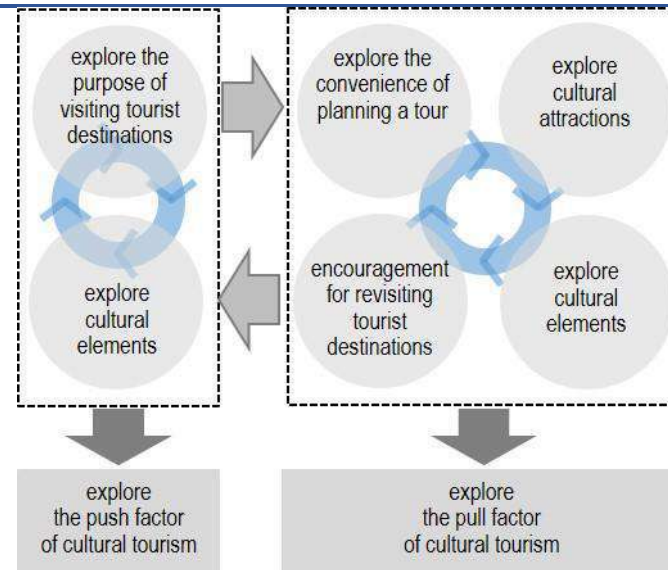 explore the
purpose of
visiting tourist
destinations
explore
cultural
elements
explore the
convenience of
planning a tour
explore
cultural
attractions
encouragement
for revisiting
tourist
destinations
explore
cultural
elements
explore
the push factor
of cultural tourism
explore
the pull factor
of cultural tourism